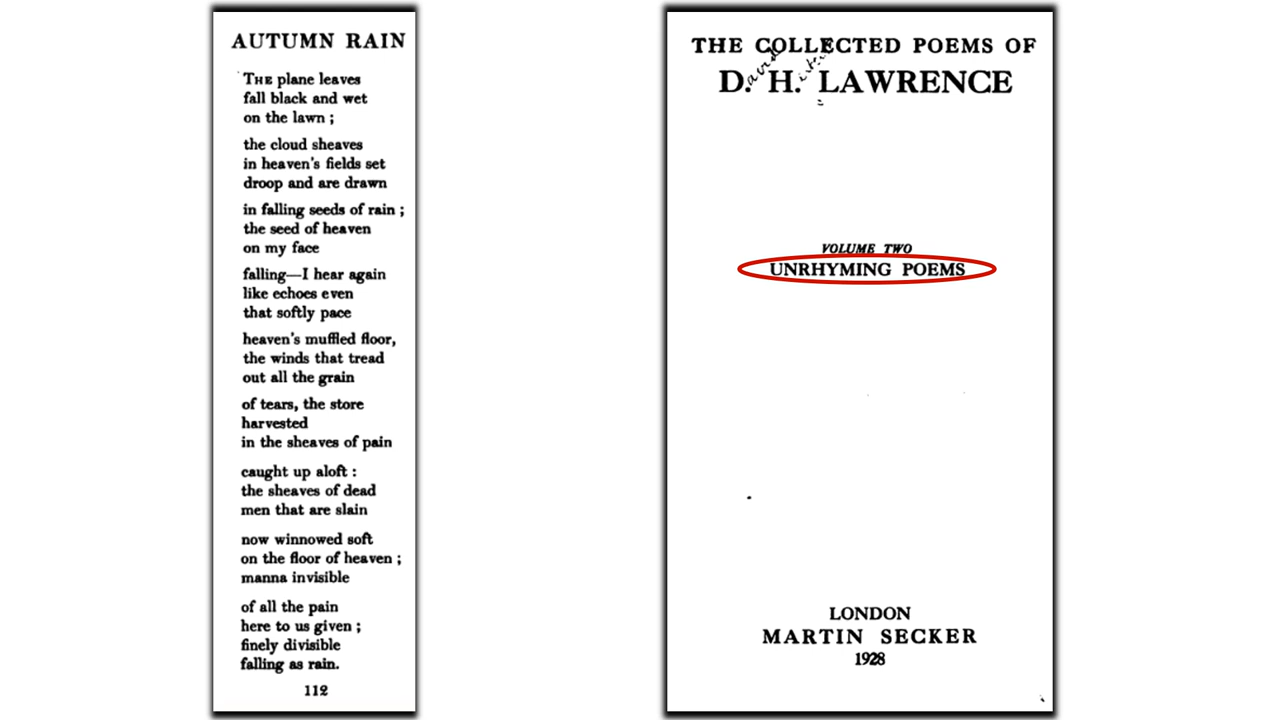 AUTUMN RAIN
THE plane leaves
fall black and wet
on the lawn ;
the cloud sheaves
in heaven's fields set
droop and are drawn
in falling seeds of rain ;
the seed of heaven
on my face
falling—I hear again
like echoes even
that softly pace
heaven's muffled floor,
the winds that tread
out all the grain
of tears, the store
harvested
in the sheaves of pain
caught up aloft :
the sheaves of dead
men that are slain
now winnowed soft
on the floor of heaven ;
manna invisible
of all the pain
here to us given ;
finely divisible
falling as rain.
112
THE COLLECTED POEMS OF
D. H. LAWRENCE
VOLUME TWO
UNRHYMING POEMS
LONDON
MARTIN SECKER
1928